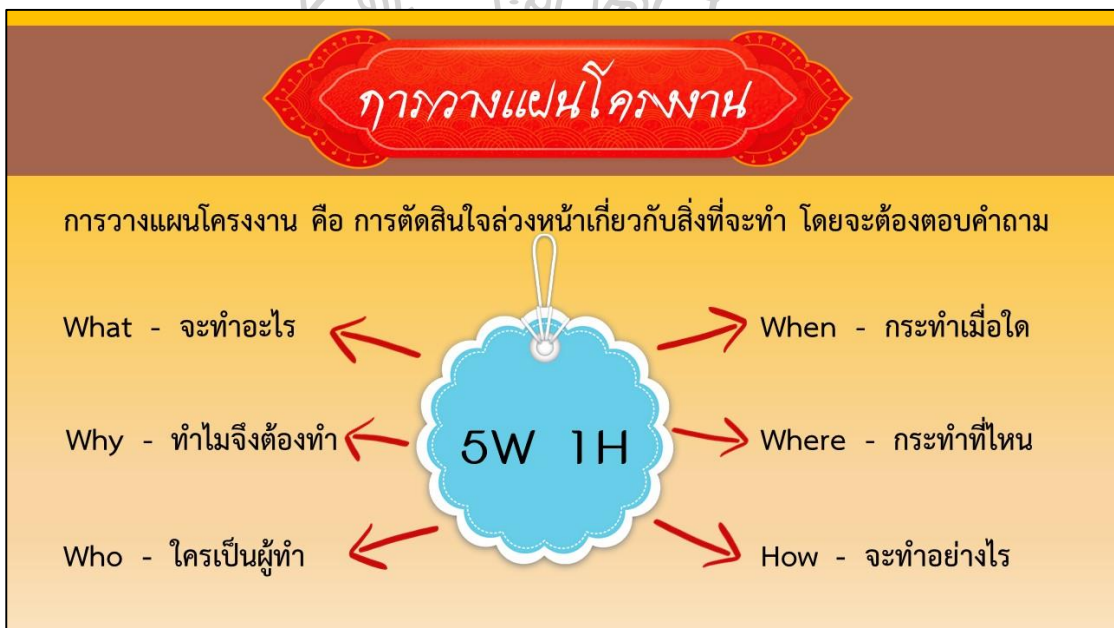 การวางแผนโครงงาน
การวางแผนโครงงาน คือ การตัดสินใจล่วงหน้าเกี่ยวกับสิ่งที่จะทำ โดยจะต้องตอบคำถาม
What - จะทำอะไร
Why - ทำไมจึงต้องทำ
Who - ใครเป็นผู้ทำ
5W 1H
When - กระทำเมื่อใด
Where - กระทำที่ไหน
How - จะทำอย่างไร